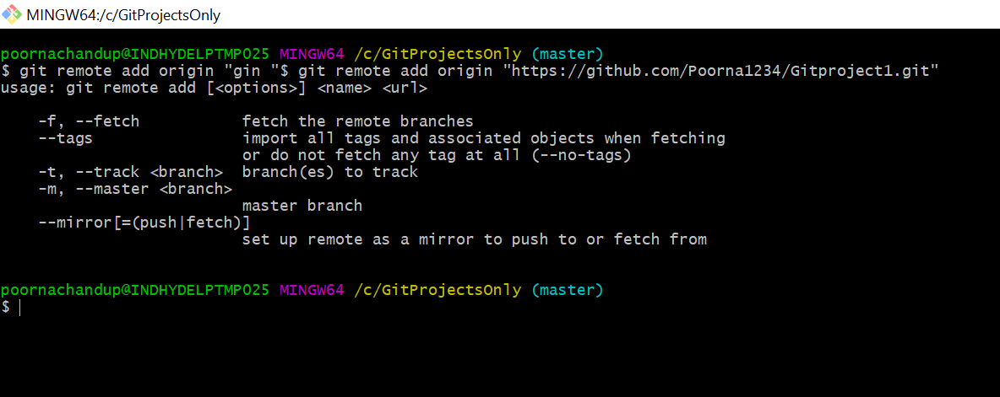 MINGW64:/c/GitProjectsOnly
poornachandup@INDHYDELPTMP025 MINGW64 /c/GitProjectsOnly (master)
$ git remote add origin "gin "$ git remote add origin "https://github.com/Poorna1234/Gitproject1.git"
usage: git remote add [<options>] <name> <url>
-f, --fetch fetch the remote branches
--tags import all tags and associated objects when fetching
or do not fetch any tag at all (--no-tags)
-t, --track <branch> branch(es) to track
-m, --master <branch>
master branch
--mirror[=(push|fetch)]
set up remote as a mirror to push to or fetch from
poornachandup@INDHYDELPTMP025 MINGW64 /c/GitProjectsOnly (master)
$